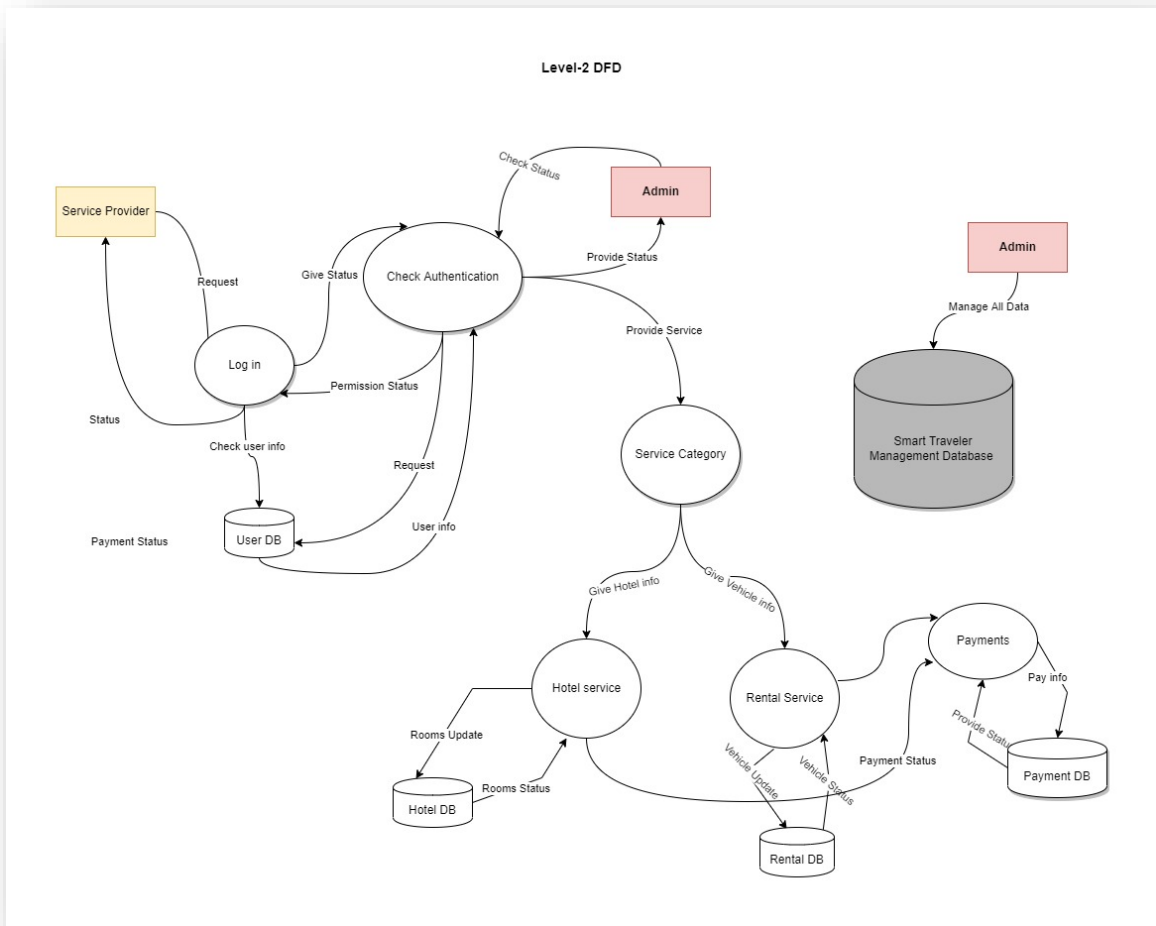 Level-2 DFD
Check Status
Admin
Service Provider
Admin
Provide Status
Give Status
Check Authentication
Request
Manage All Data
Provide Service
Log in
Permission Status
Status
Check user info
Smart Traveler
Management Database
Service Category
Request
User info
User DB
Payment Status
Give Hotel info
Give Vehicle info
Payments
Pay info
Hotel service
Rental Service
Provide Status
Rooms Update
Vehicle Update
Vehicle Status
Payment Status
Payment DB
Rooms Status
Hotel DB
Rental DB